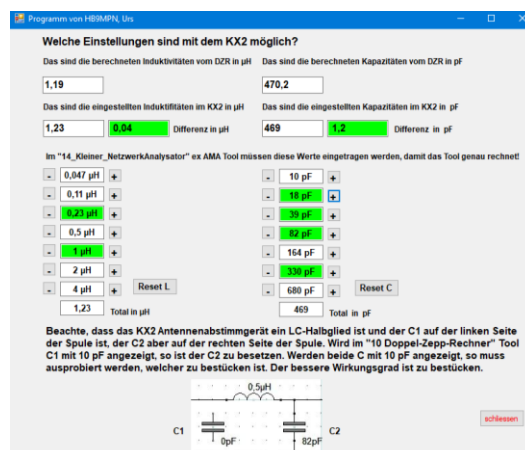 Programm von HB9MPN, Urs
Welche Einstellungen sind mit dem KX2 möglich?
Das sind die berechneten Induktivitäten vom DZR in µH Das sind die berechneten Kapazitäten vom DZR in pF
1,19 470,2
Das sind die eingestellten Induktifitäten im KX2 in µH Das sind die eingestellten Kapazitäten im KX2 in pF
1,23 0,04 Differenz in µH 469 1,2 Differenz in pF
Im "14_Kleiner_NetzwerkAnalysator" ex AMA Tool müssen diese Werte eingetragen werden, damit das Tool genau rechnet!
- 0,047 µH + - 10 pF +
- 0,11 µH + - 18 pF +
- 0,23 µH + - 39 pF +
- 0,5 µH + - 82 pF +
- 1 µH + - 164 pF +
- 2 µH + - 330 pF +
- 4 µH + Reset L - 680 pF + Reset C
1,23 Total in µH 469 Total in pF
Beachte, dass das KX2 Antennenabstimmgerät ein LC-Halbglied ist und der C1 auf der linken Seite
der Spule ist, der C2 aber auf der rechten Seite der Spule. Wird im "10 Doppel-Zepp-Rechner" Tool
C1 mit 10 pF angezeigt, so ist der C2 zu besetzen. Werden beide C mit 10 pF angezeigt, so muss
ausprobiert werden, welcher zu bestücken ist. Der bessere Wirkungsgrad ist zu bestücken.
0,5µH
schliessen
C1 C2
0pF 82pF